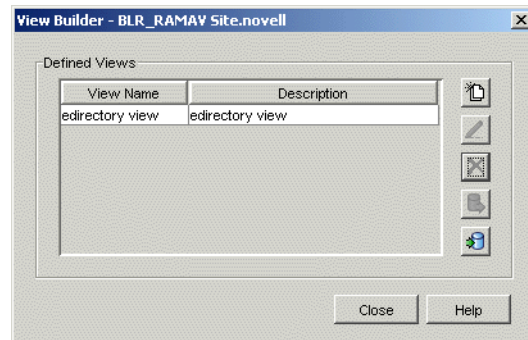 View Builder - BLR_RAMAV Site.novell
Defined Views
View Name Description
edirectory view edirectory view
Close Help